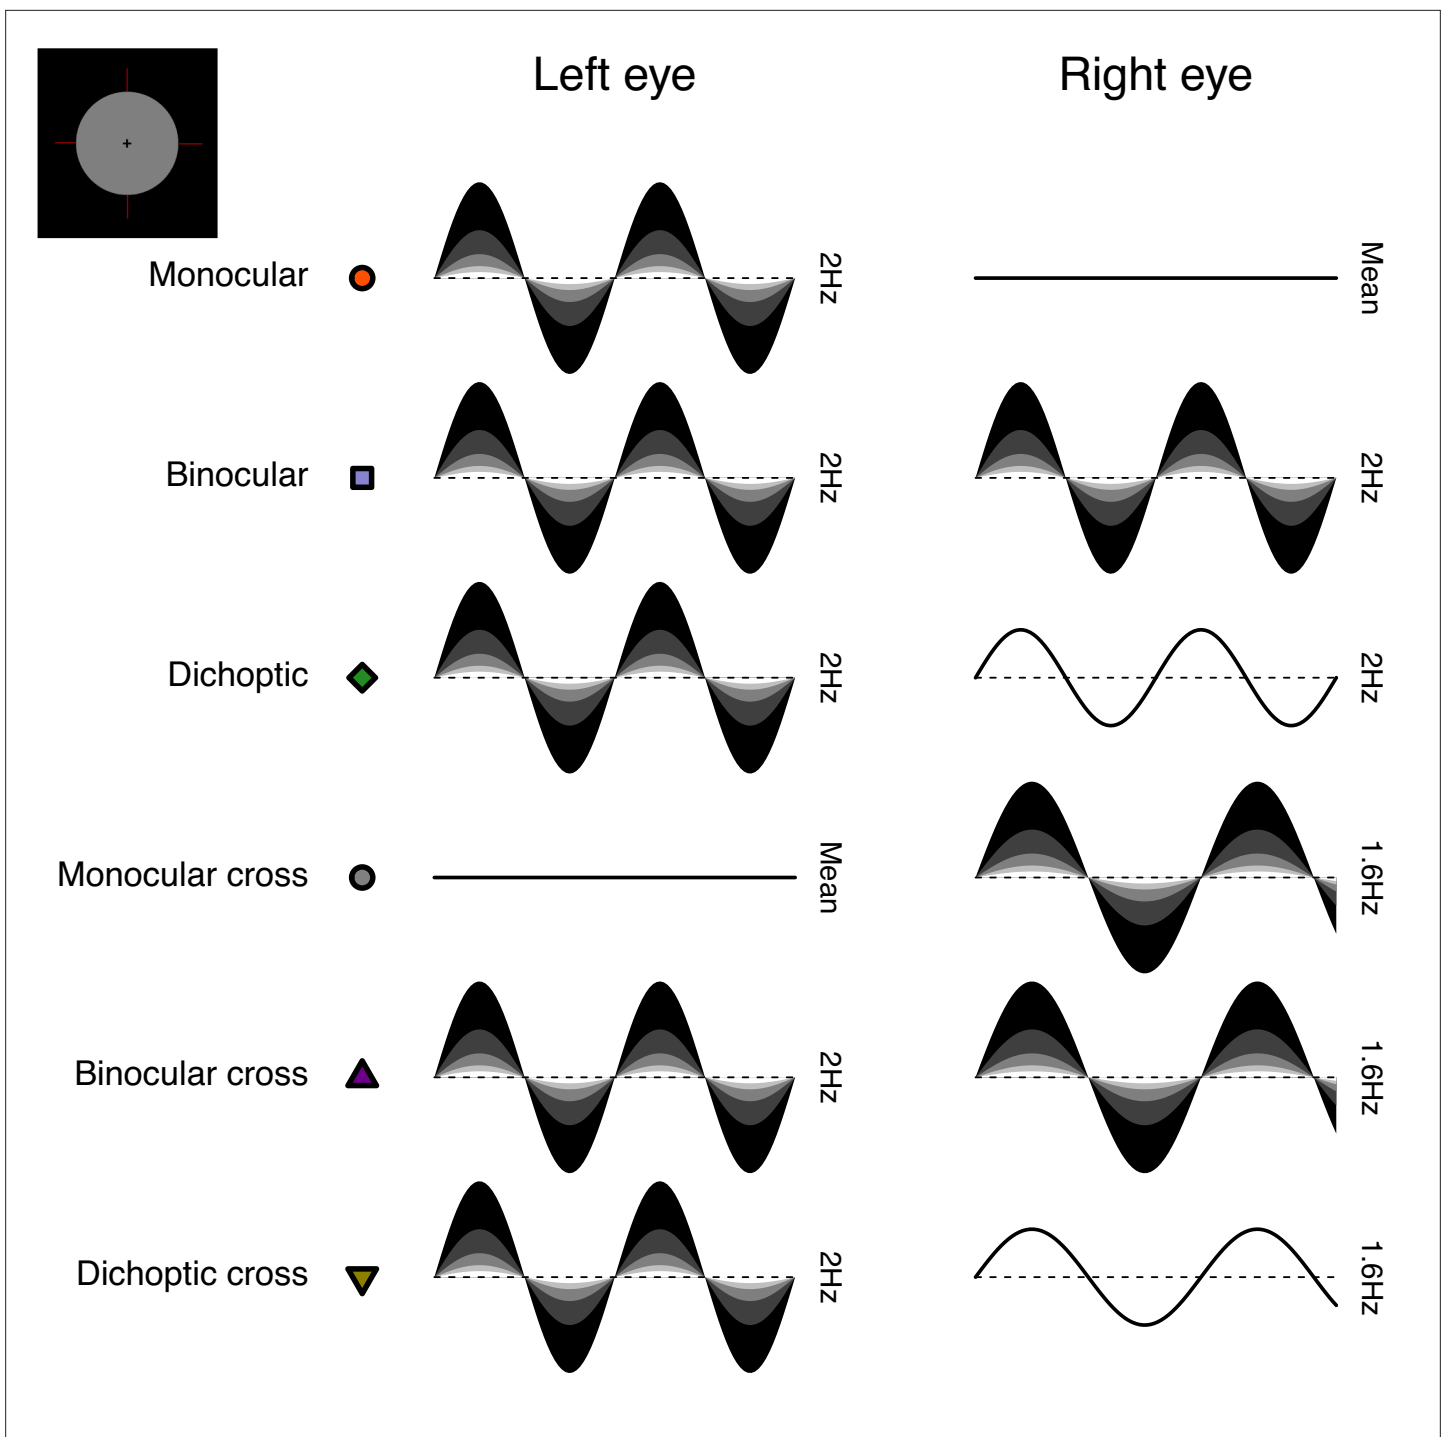 Left eye Right eye
Monocular 2Hz Mean
Binocular 2Hz 2Hz
Dichoptic 2Hz 2Hz
Monocular cross Mean 1.6Hz
Binocular cross 2Hz 1.6Hz
Dichoptic cross 2Hz 1.6Hz